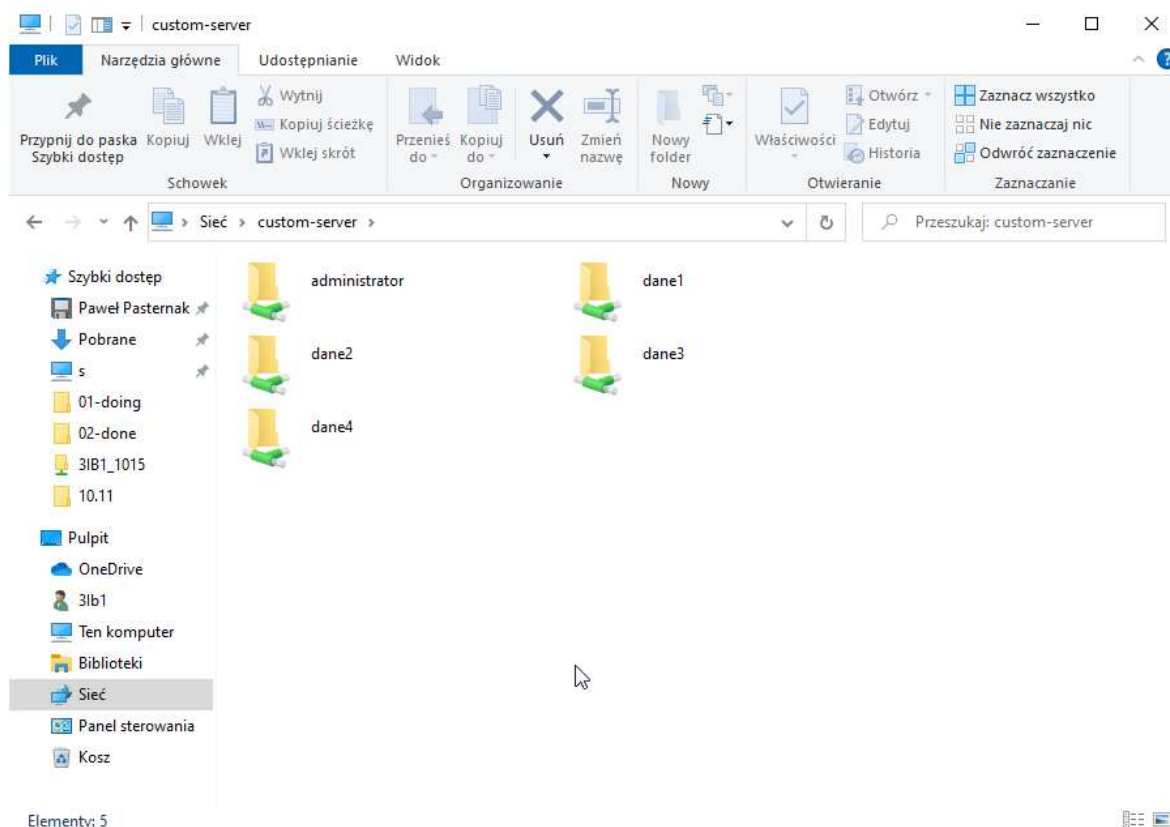 custom-server
Plik Narzędzia główne Udostępnianie Widok
Przypnij do paska Szybki dostęp
Kopiuj
Wklej
Wytnij
Kopiuj ścieżkę
Wklej skrót
Schowek
Przenieś do
Kopiuj do
Usuń
Zmień nazwę
Organizowanie
Nowy folder
Nowy
Właściwości
Otwórz
Edytuj
Historia
Otwieranie
Zaznacz wszystko
Nie zaznaczaj nic
Odwróć zaznaczenie
Zaznaczanie
Sieć > custom-server >
Przeszukaj: custom-server
Szybki dostęp
Paweł Pasternak
Pobrane
s
01-doing
02-done
3IB1_1015
10.11
Pulpit
OneDrive
3Ib1
Ten komputer
Biblioteki
Sieć
Panel sterowania
Kosz
administrator
dane1
dane2
dane3
dane4
Elementy: 5